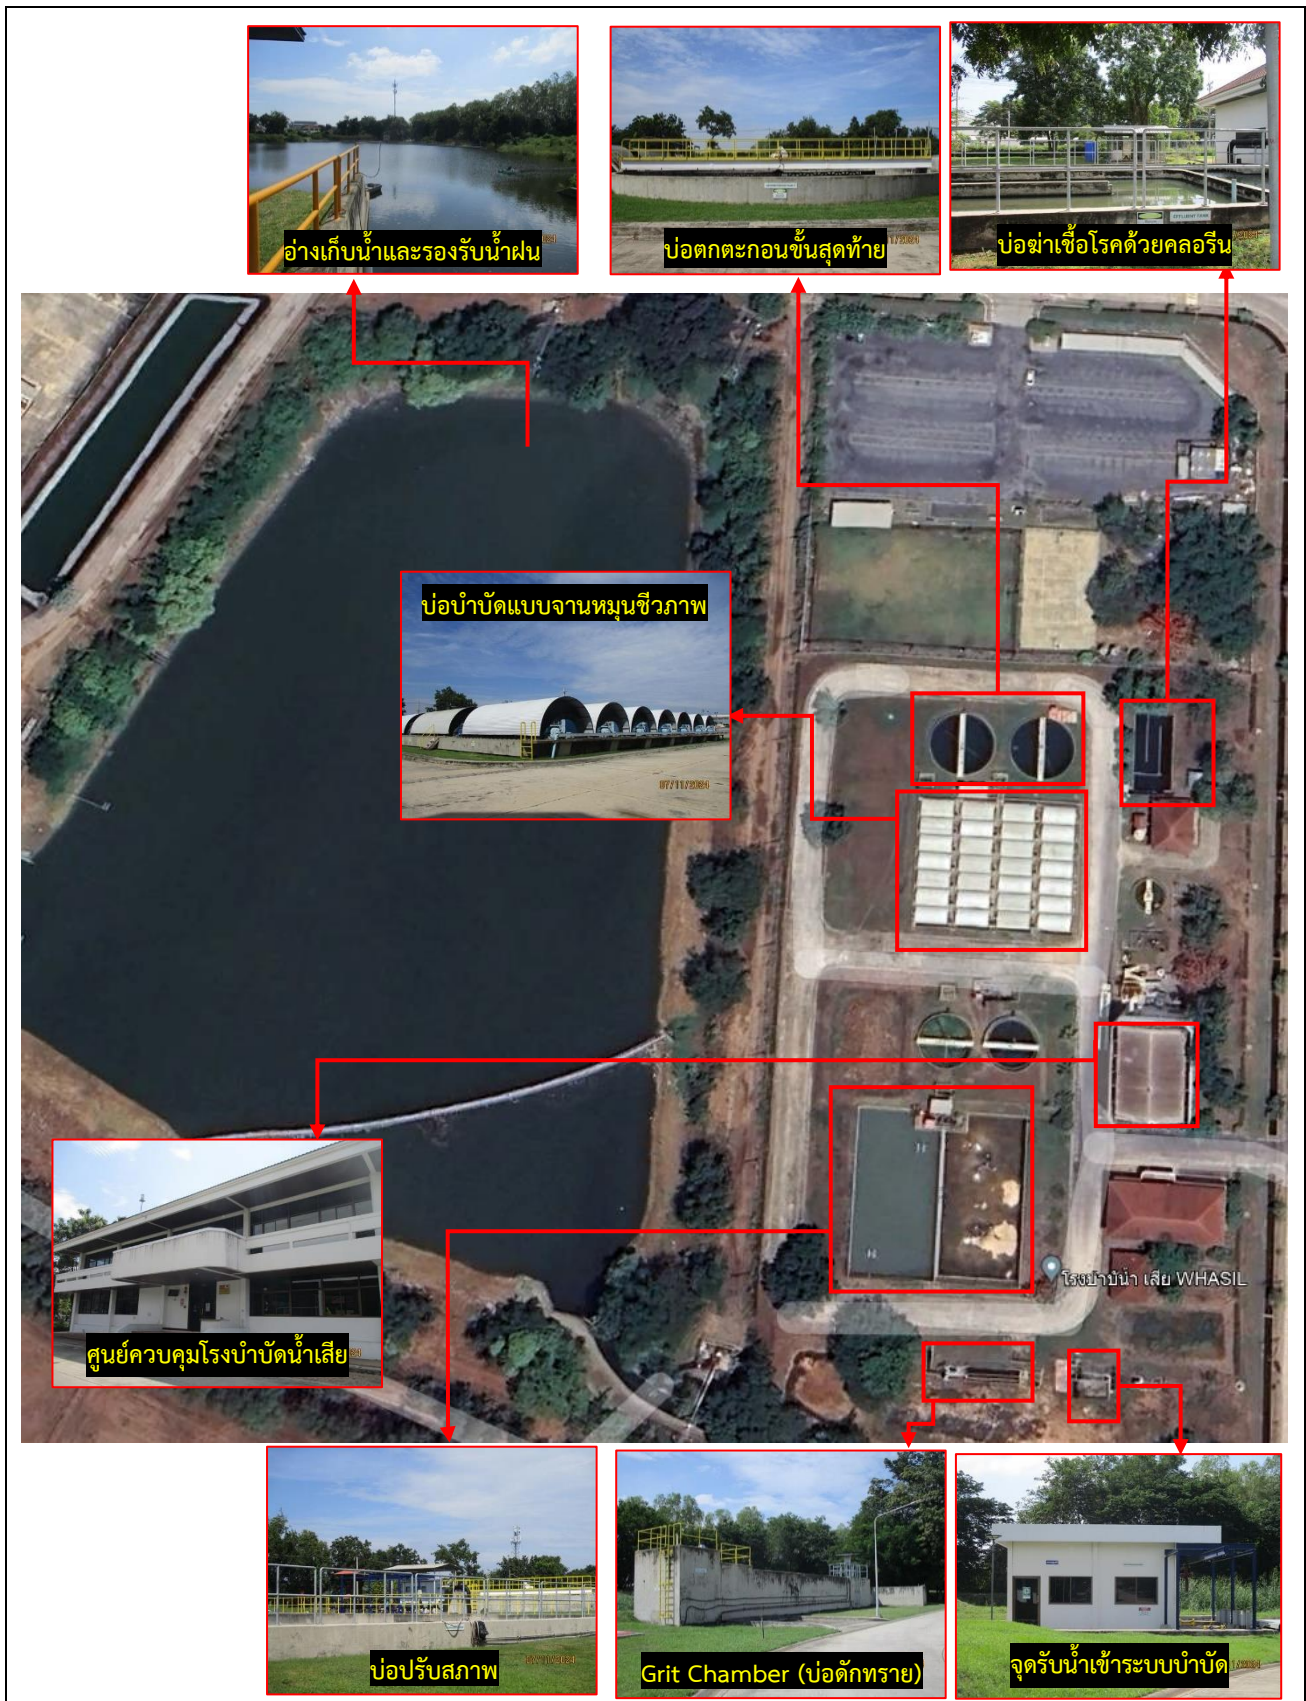 อ่างเก็บน้ำและรองรับน้ำฝน
บ่อตกตะกอนขั้นสุดท้าย
บ่อฆ่าเชื้อโรคด้วยคลอรีน
EFFLUENT TANK
บ่อบำบัดแบบจานหมุนชีวภาพ
07/11/2024
โรงบำบัน้ำ เสีย WHASIL
ศูนย์ควบคุมโรงบำบัดน้ำเสีย
บ่อปรับสภาพ
Grit Chamber (บ่อดักทราย)
จุดรับน้ำเข้าระบบบำบัด